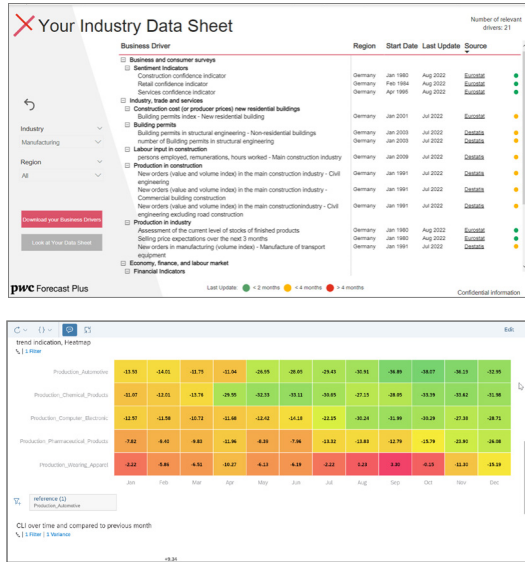 Your Industry Data Sheet
Number of relevant
drivers: 21
Business Driver Region Start Date Last Update Source
Business and consumer surveys
Sentiment Indicators
Construction confidence indicator Germany Jan 1980 Aug 2022 Eurostat
Retail confidence indicator Germany Feb 1984 Aug 2022 Eurostat
Services confidence indicator Germany Apr 1995 Aug 2022 Eurostat
Industry, trade and services
Construction cost (or producer prices) new residential buildings
Building permits index - New residential building Germany Jan 2001 Jul 2022 Eurostat
Building permits
Building permits in structural engineering - Non-residential buildings Germany Jan 2003 Jul 2022 Destatis
number of Building permits in structural engineering Germany Jan 2003 Jul 2022 Destatis
Labour input in construction
persons employed, remunerations, hours worked - Main construction industry Germany Jan 2009 Jul 2022 Destatis
Production in construction
New orders (value and volume index) in the main construction industry - Civil Germany Jan 1991 Jul 2022 Destatis
engineering
New orders (value and volume index) in the main construction industry - Germany Jan 1991 Jul 2022 Destatis
Commercial building construction
New orders (value and volume index) in the main constructionindustry - Civil Germany Jan 1991 Jul 2022 Destatis
engineering excluding road construction
Production in industry
Assessment of the current level of stocks of finished products Germany Jan 1980 Aug 2022 Eurostat
Selling price expectations over the next 3 months Germany Jan 1980 Aug 2022 Eurostat
New orders in manufacturing (volume index) - Manufacture of transport Germany Jan 1991 Jul 2022 Destatis
equipment
Economy, finance, and labour market
Financial Indicators
Industry
Manufacturing
Region
All
Download your Business Drivers
Look at Your Data Sheet
pwc Forecast Plus
Last Update: < 2 months < 4 months > 4 months
Confidential information
Edit
trend indication, Heatmap
1 Filter
Production_Automotive -13.53 -14.01 -11.75 -11.04 -26.95 -28.65 -29.43 -30.91 -36.89 -38.07 -36.13 -32.95
Production_Chemical_Products -11.07 -12.01 -13.78 -29.55 -32.33 -33.11 -30.85 -27.15 -28.05 -33.39 -33.62 -31.98
Production_Computer_Electronic -12.57 -11.58 -10.72 -11.68 -12.42 -14.18 -22.15 -30.24 -31.99 -30.29 -27.38 -28.71
Production_Pharmaceutical_Products -7.82 -9.40 -9.83 -11.96 -8.30 -7.96 -13.32 -13.83 -12.79 -15.79 -23.90 -26.08
Production_Wearing_Apparel -2.22 -5.86 -6.51 -10.27 -6.13 -6.19 -2.22 3.23 3.81 -0.15 -11.32 -15.19
Jan Feb Mar Apr May Jun Jul Aug Sep Oct Nov Dec
reference (1)
Production_Automotive
CLI over time and compared to previous month
1 Filter | 1 Variance
+9.34